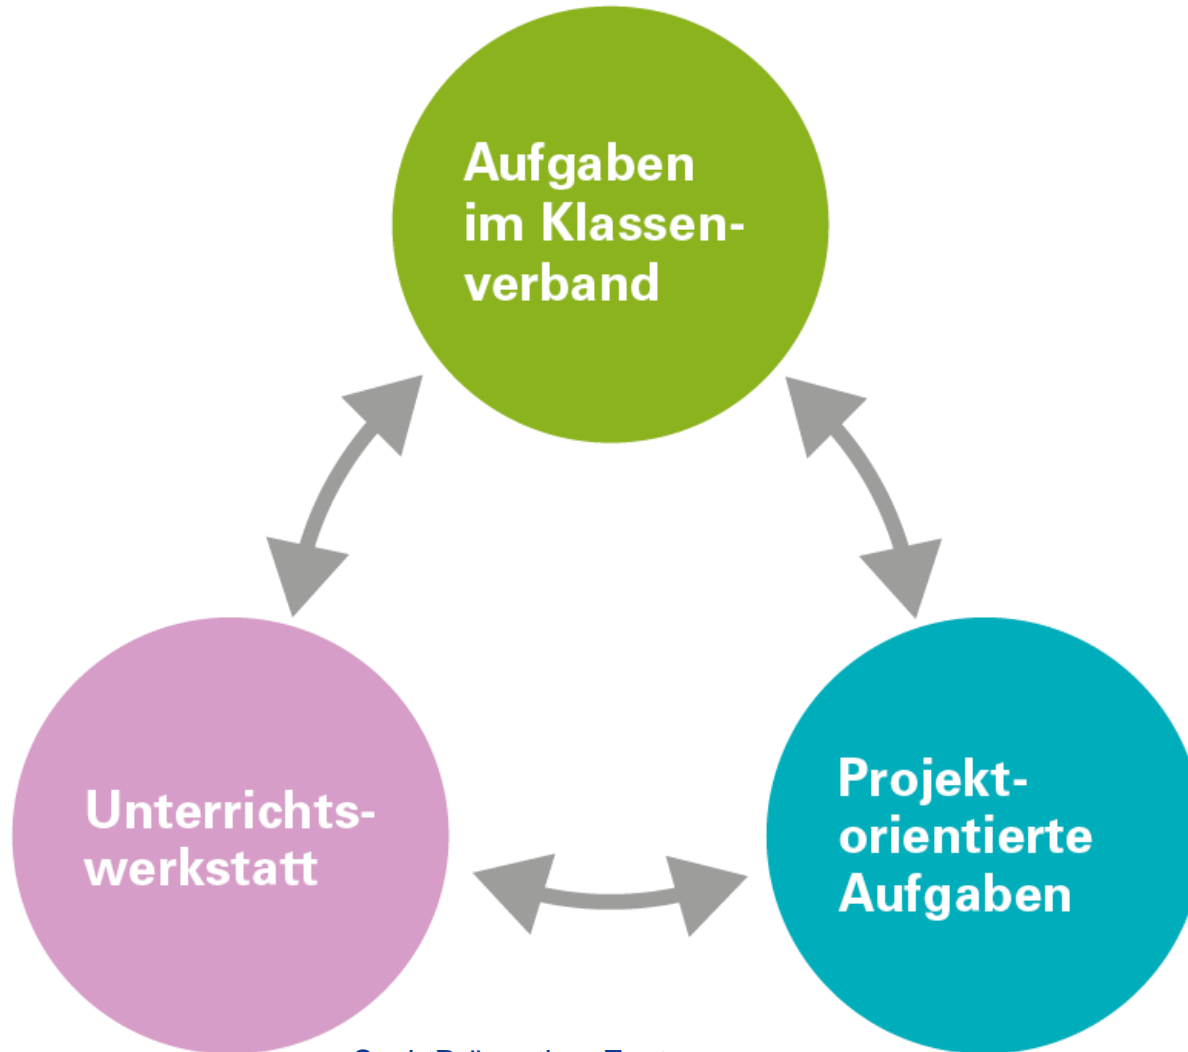 Aufgaben
im Klassen-
verband
Unterrichts-
werkstatt
Projekt-
orientierte
Aufgaben